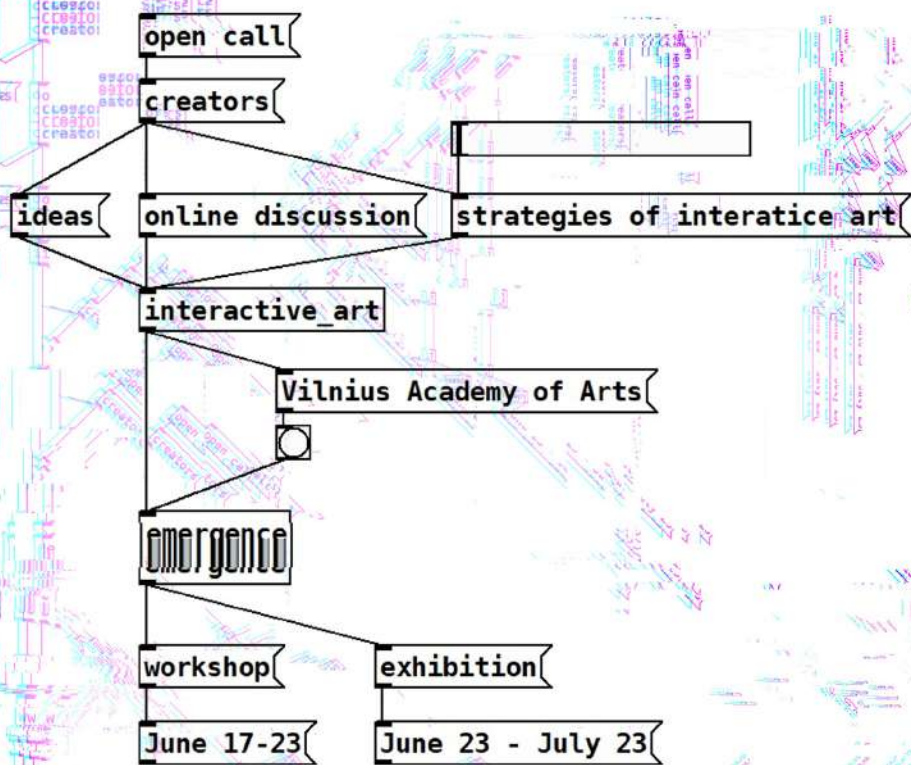 open call
creators
ideas
online discussion
strategies of interatice art
interactive_art
Vilnius Academy of Arts
emergence
workshop
exhibition
June 17-23
June 23 - July 23